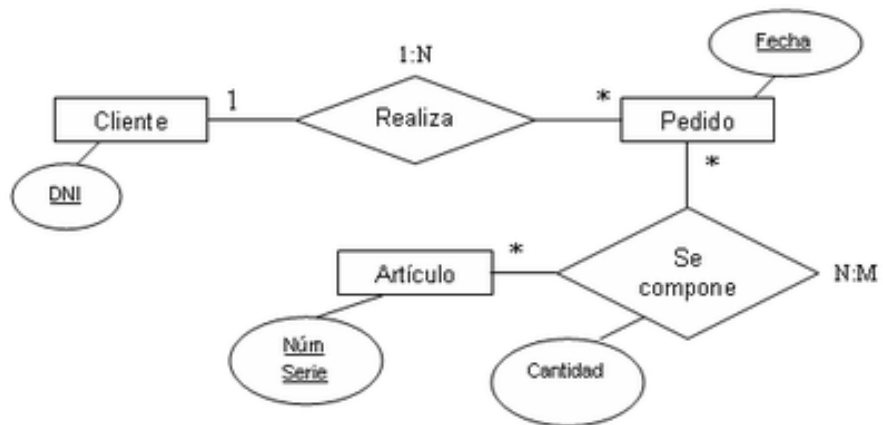 Fecha
1:N
Cliente
1
Realiza
*
Pedido
*
DNI
Artículo
*
Se
compone
N:M
Núm
Serie
Cantidad